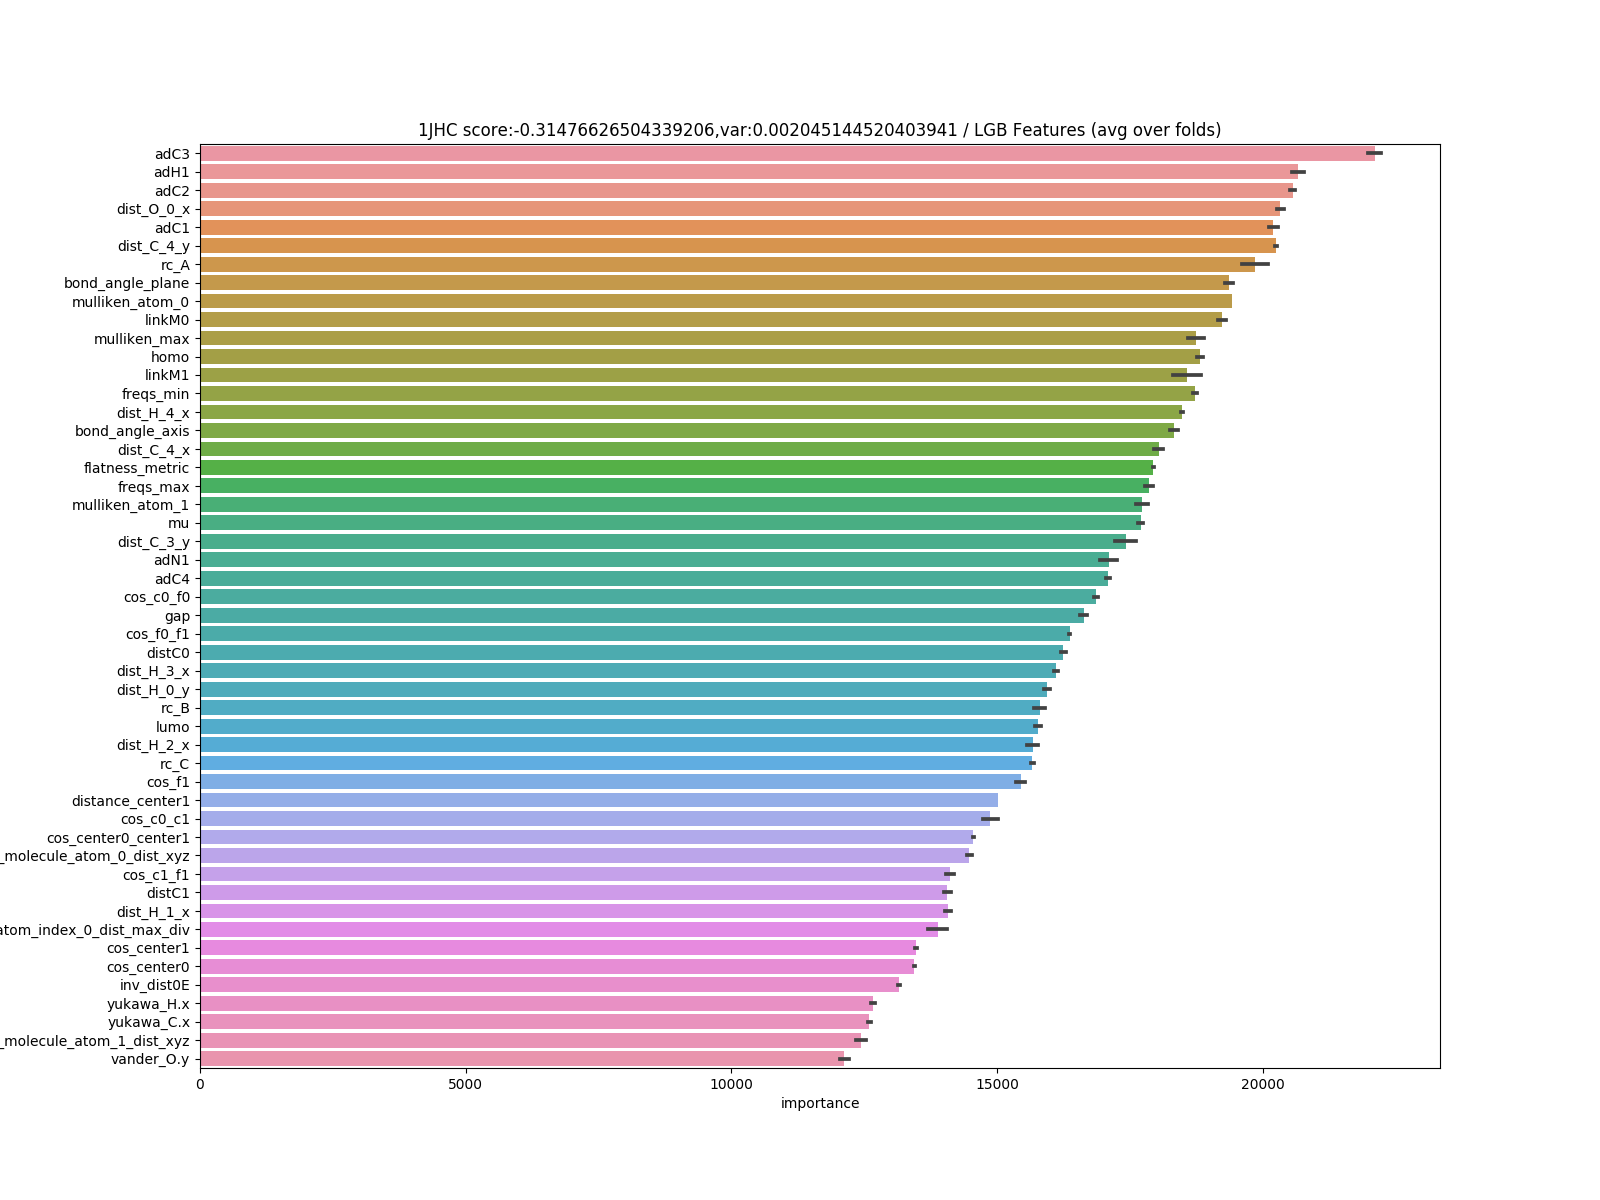 1JHC score:-0.31476626504339206,var:0.002045144520403941 / LGB Features (avg over folds)
adC3
adH1
adC2
dist_O_0_x
adC1
dist_C_4_y
rc_A
bond_angle_plane
mulliken_atom_0
linkM0
mulliken_max
homo
linkM1
freqs_min
dist_H_4_x
bond_angle_axis
dist_C_4_x
flatness_metric
freqs_max
mulliken_atom_1
mu
dist_C_3_y
adN1
adC4
cos_c0_f0
gap
cos_f0_f1
distC0
dist_H_3_x
dist_H_0_y
rc_B
lumo
dist_H_2_x
rc_C
cos_f1
distance_center1
cos_c0_c1
cos_center0_center1
_molecule_atom_0_dist_xyz
cos_c1_f1
distC1
dist_H_1_x
atom_index_0_dist_max_div
cos_center1
cos_center0
inv_dist0E
yukawa_H.x
yukawa_C.x
_molecule_atom_1_dist_xyz
vander_O.y
0 5000 10000 15000 20000
importance